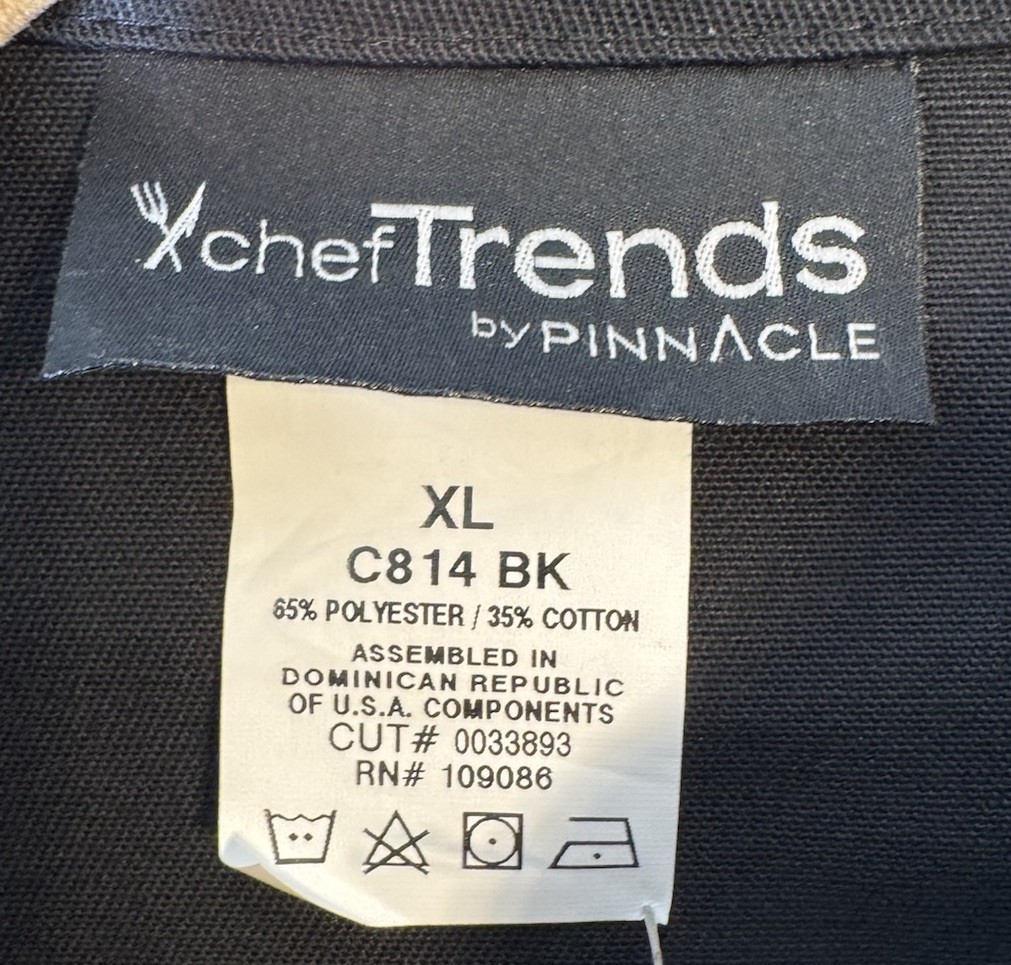 chefTrends
by PINNACLE
XL
C814 BK
65% POLYESTER / 35% COTTON
ASSEMBLED IN
DOMINICAN REPUBLIC
OF U.S.A. COMPONENTS
CUT# 0033893
RN# 109086